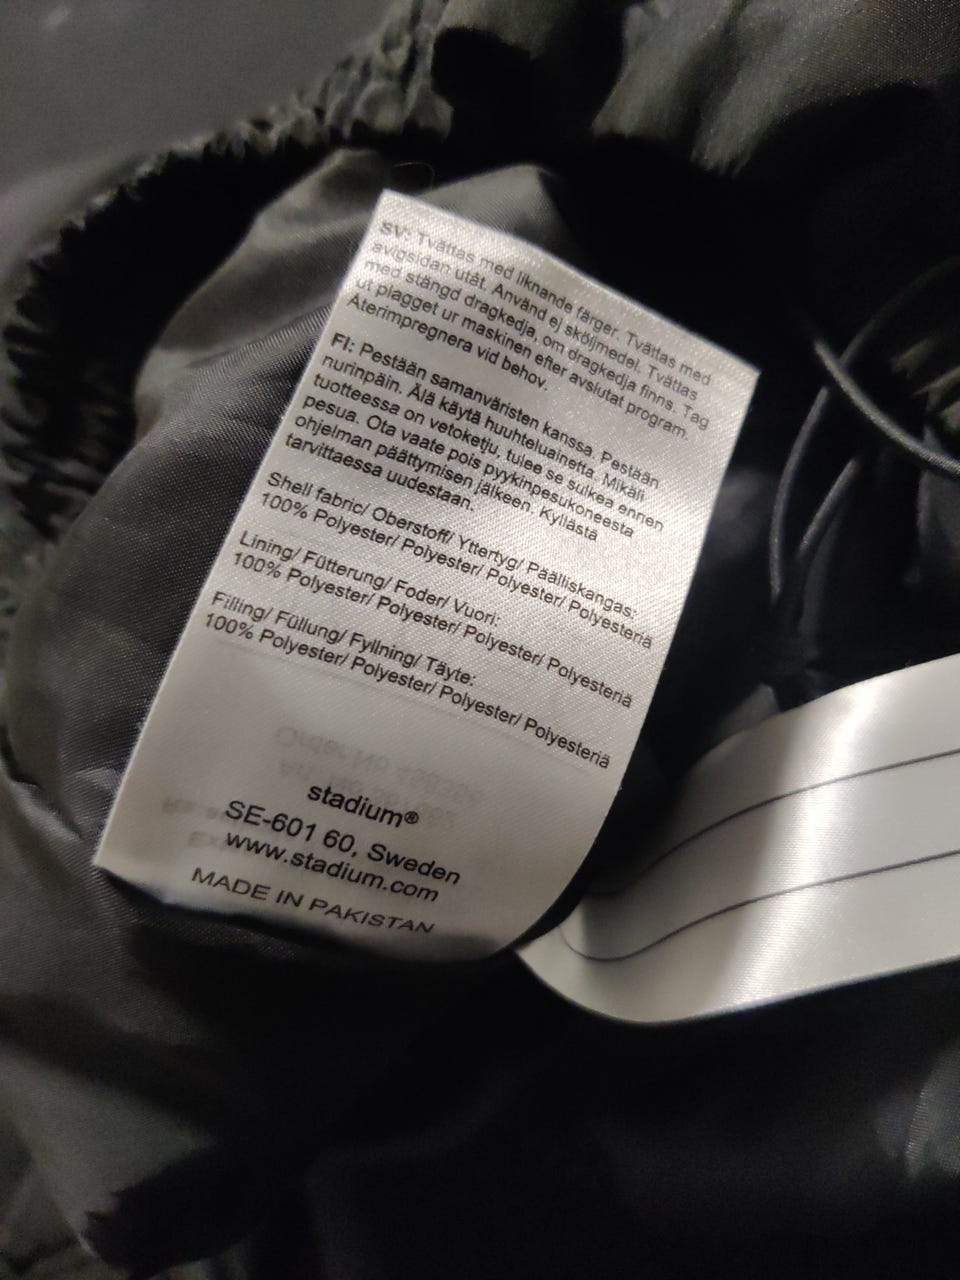 SV: Tvättas med liknande färger. Tvättas med
avigsidan utåt. Använd ej sköljmedel. Tvättas
med stängd dragkedja, om dragkedja finns. Tag
ut plagget ur maskinen efter avslutat program.
Återimpregnera vid behov.
FI: Pestään samanväristen kanssa. Pestään
nurinpäin. Älä käytä huuhteluainetta. Mikäli
tuotteessa on vetoketju, tulee se sulkea ennen
pesua. Ota vaate pois pyykinpesukoneesta
ohjelman päättymisen jälkeen. Kyllästä
tarvittaessa uudestaan.
Shell fabric/ Oberstoff/ Yttertyg/ Päälliskangas:
100% Polyester/ Polyester/ Polyester/ Polyesteriä
Lining/ Fütterung/ Foder/ Vuori:
100% Polyester/ Polyester/ Polyester/ Polyesteriä
Filling/ Füllung/ Fyllning/ Täyte:
100% Polyester/ Polyester/ Polyester/ Polyesteriä
stadium®
SE-601 60, Sweden
www.stadium.com
MADE IN PAKISTAN